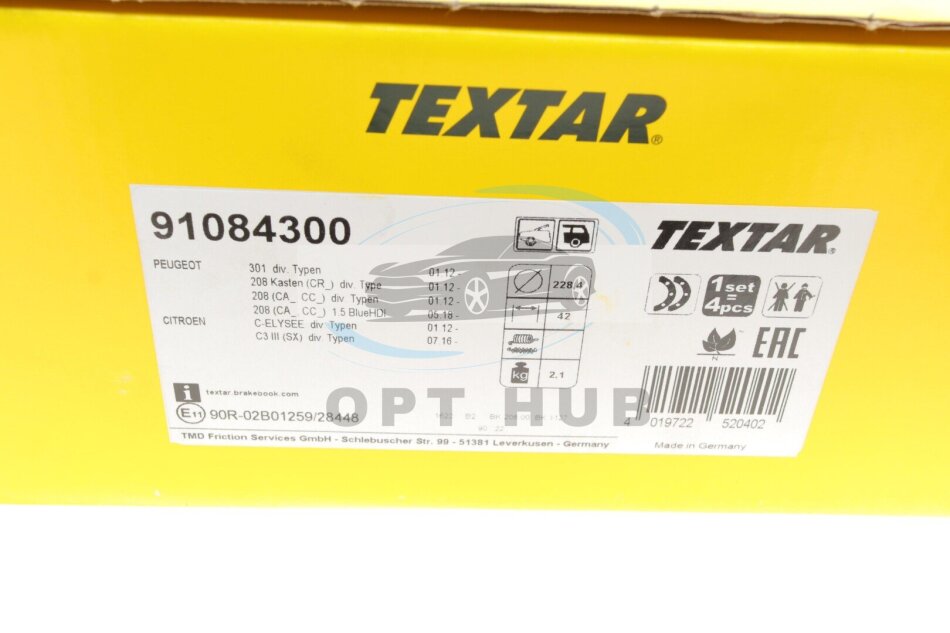 TEXTAR®
91084300
TEXTAR®
PEUGEOT 301 div. Typen 01.12 -
208 Kasten (CR_) div. Type 01.12 -
208 (CA_ CC_) div. Typen 01.12 -
208 (CA_ CC_) 1.5 BlueHDI 05.18 -
CITROEN C-ELYSEE div. Typen 01.12 -
C3 III (SX) div. Typen 07.16 -
228.4
42
kg 2.1
1 set
=
4pcs
N
EAC
i textar.brakebook.com
E11 90R-02B01259/28448
OPT HUB
TMD Friction Services GmbH - Schlebuscher Str. 99 - 51381 Leverkusen - Germany
4 019722 520402
Made in Germany